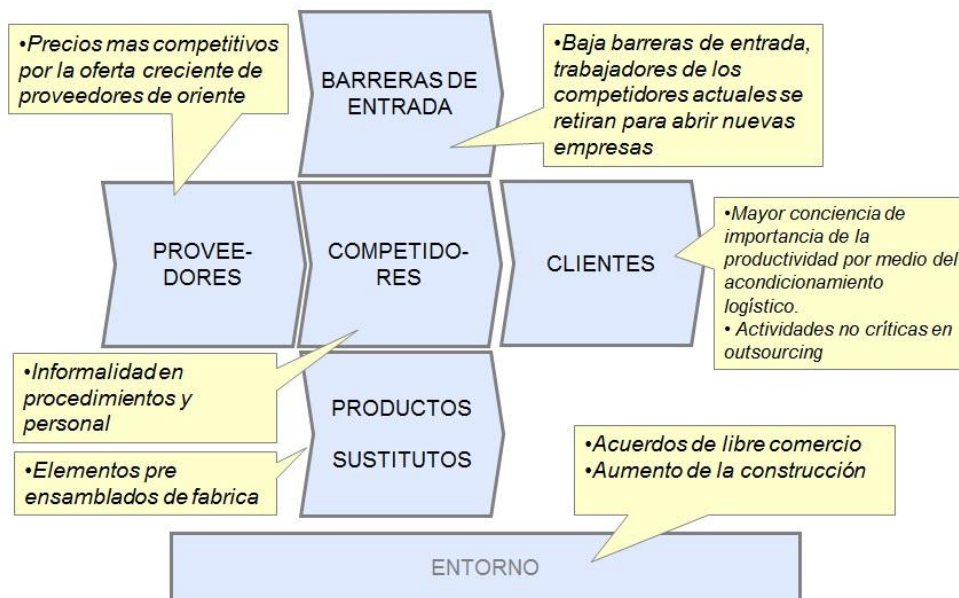 •Precios mas competitivos
por la oferta creciente de
proveedores de oriente
BARRERAS DE
ENTRADA
•Baja barreras de entrada,
trabajadores de los
competidores actuales se
retiran para abrir nuevas
empresas
PROVEE-
DORES
COMPETIDO-
RES
CLIENTES
•Mayor conciencia de
importancia de la
productividad por medio del
acondicionamiento
logístico.
• Actividades no críticas en
outsourcing
•Informalidad en
procedimientos y
personal
•Elementos pre
ensamblados de fabrica
PRODUCTOS
SUSTITUTOS
•Acuerdos de libre comercio
•Aumento de la construcción
ENTORNO